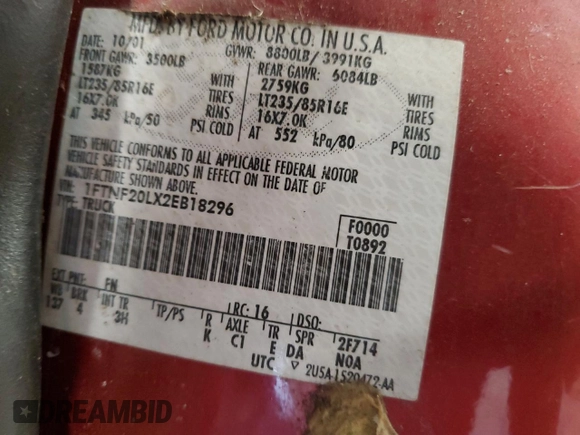 MFD. BY FORD MOTOR CO. IN U.S.A.
DATE: 10/01 GVWR: 8800LB/ 3991KG
FRONT GAWR: 3500LB REAR GAWR: 6084LB
1587KG WITH 2759KG WITH
LT235/85R16E TIRES LT235/85R16E TIRES
16X7.0K RIMS 16X7.0K RIMS
AT 345 kPa/50 PSI COLD AT 552 kPa/80 PSI COLD
THIS VEHICLE CONFORMS TO ALL APPLICABLE FEDERAL MOTOR
VEHICLE SAFETY STANDARDS IN EFFECT ON THE DATE OF
MANUFACTURE SHOWN ABOVE.
VIN: 1FTNF20LX2EB18296
TYPE: TRUCK
F0000
T0892
EXT PNT: FN RC: 16 DSO:
WB BRK INT TR TP/PS R AXLE TR SPR 2F714
137 4 3H K C1 E DA N0A
UTC ▽ 2USA-1520472-AA
DREAMBID